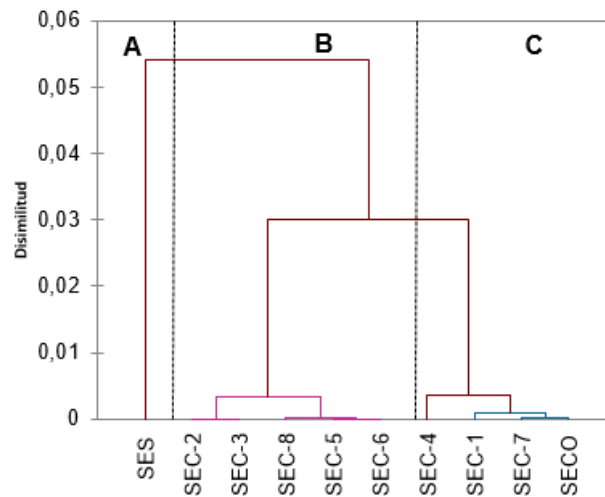 0,06
A
B
C
0,05
0,04
0,03
0,02
0,01
0
Disimilitud
SES
SEC-2
SEC-3
SEC-8
SEC-5
SEC-6
SEC-4
SEC-1
SEC-7
SECO